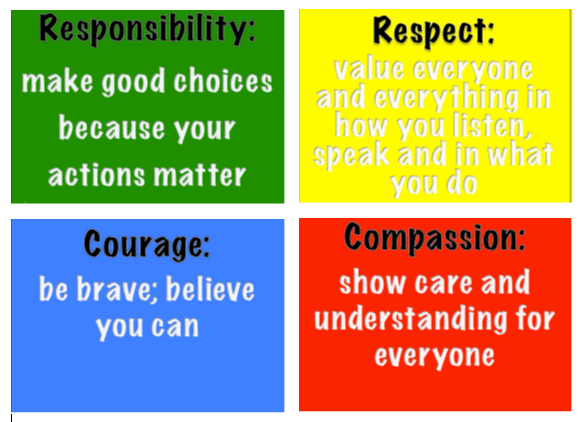 Responsibility:
make good choices
because your
actions matter
Respect:
value everyone
and everything in
how you listen,
speak and in what
you do
Courage:
be brave; believe
you can
Compassion:
show care and
understanding for
everyone